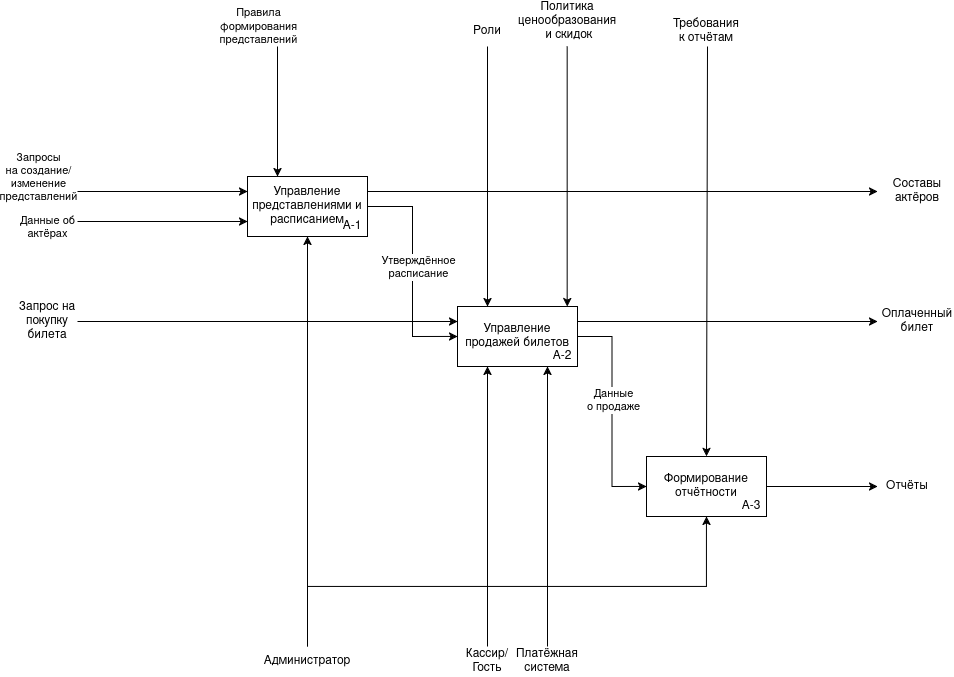 Правила
формирования
представлений
Роли
Политика
ценообразования
и скидок
Требования
к отчётам
Запросы
на создание/
изменение
представлений
Данные об
актёрах
Управление
представлениями и
расписанием
А-1
Составы
актёров
Утверждённое
расписание
Запрос на
покупку
билета
Управление
продажей билетов
А-2
Оплаченный
билет
Данные
о продаже
Формирование
отчётности
А-3
Отчёты
Администратор
Кассир/
Гость
Платёжная
система